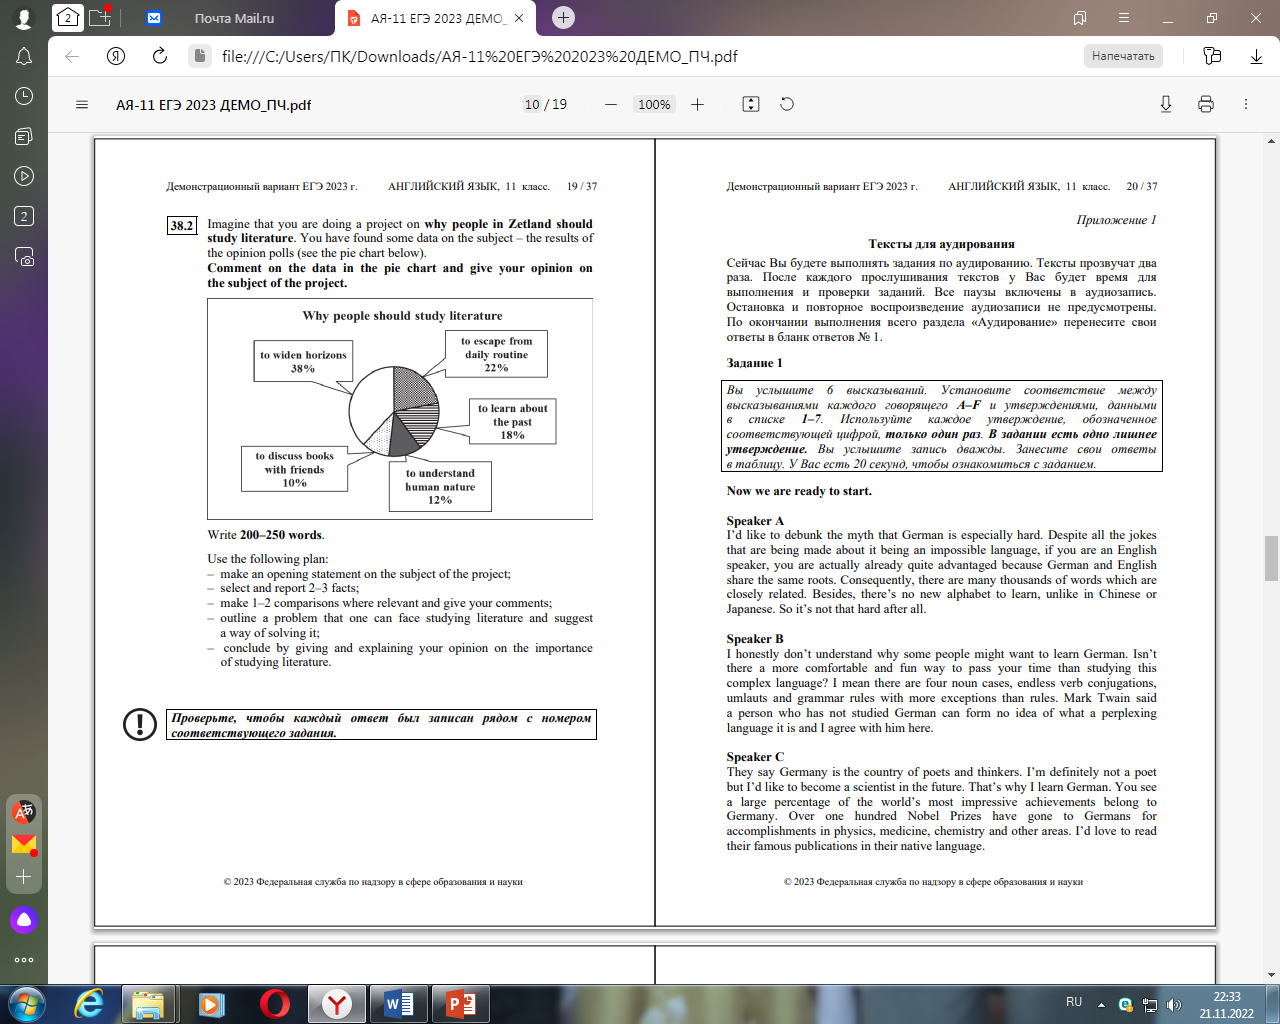 2
Почта Mail.ru
АЯ-11 ЕГЭ 2023 ДЕМО_
file:///C:/Users/ПК/Downloads/АЯ-11%20ЕГЭ%202023%20ДЕМО_ПЧ.pdf
Напечатать
АЯ-11 ЕГЭ 2023 ДЕМО_ПЧ.pdf
10 / 19
100%
2
Демонстрационный вариант ЕГЭ 2023 г. АНГЛИЙСКИЙ ЯЗЫК, 11 класс. 19 / 37
38.2
Imagine that you are doing a project on why people in Zetland should
study literature. You have found some data on the subject – the results of
the opinion polls (see the pie chart below).
Comment on the data in the pie chart and give your opinion on
the subject of the project.
Why people should study literature
to widen horizons
38%
to escape from
daily routine
22%
to learn about
the past
18%
to discuss books
with friends
10%
to understand
human nature
12%
Write 200–250 words.
Use the following plan:
– make an opening statement on the subject of the project;
– select and report 2–3 facts;
– make 1–2 comparisons where relevant and give your comments;
– outline a problem that one can face studying literature and suggest
a way of solving it;
– conclude by giving and explaining your opinion on the importance
of studying literature.
Проверьте, чтобы каждый ответ был записан рядом с номером
соответствующего задания.
© 2023 Федеральная служба по надзору в сфере образования и науки
Демонстрационный вариант ЕГЭ 2023 г. АНГЛИЙСКИЙ ЯЗЫК, 11 класс. 20 / 37
Приложение 1
Тексты для аудирования
Сейчас Вы будете выполнять задания по аудированию. Тексты прозвучат два
раза. После каждого прослушивания текстов у Вас будет время для
выполнения и проверки заданий. Все паузы включены в аудиозапись.
Остановка и повторное воспроизведение аудиозаписи не предусмотрены.
По окончании выполнения всего раздела «Аудирование» перенесите свои
ответы в бланк ответов № 1.
Задание 1
Вы услышите 6 высказываний. Установите соответствие между
высказываниями каждого говорящего A–F и утверждениями, данными
в списке 1–7. Используйте каждое утверждение, обозначенное
соответствующей цифрой, только один раз. В задании есть одно лишнее
утверждение. Вы услышите запись дважды. Занесите свои ответы
в таблицу. У Вас есть 20 секунд, чтобы ознакомиться с заданием.
Now we are ready to start.
Speaker A
I’d like to debunk the myth that German is especially hard. Despite all the jokes
that are being made about it being an impossible language, if you are an English
speaker, you are actually already quite advantaged because German and English
share the same roots. Consequently, there are many thousands of words which are
closely related. Besides, there’s no new alphabet to learn, unlike in Chinese or
Japanese. So it’s not that hard after all.
Speaker B
I honestly don’t understand why some people might want to learn German. Isn’t
there a more comfortable and fun way to pass your time than studying this
complex language? I mean there are four noun cases, endless verb conjugations,
umlauts and grammar rules with more exceptions than rules. Mark Twain said
a person who has not studied German can form no idea of what a perplexing
language it is and I agree with him here.
Speaker C
They say Germany is the country of poets and thinkers. I’m definitely not a poet
but I’d like to become a scientist in the future. That’s why I learn German. You see
a large percentage of the world’s most impressive achievements belong to
Germany. Over one hundred Nobel Prizes have gone to Germans for
accomplishments in physics, medicine, chemistry and other areas. I’d love to read
their famous publications in their native language.
© 2023 Федеральная служба по надзору в сфере образования и науки
RU
22:33
21.11.2022